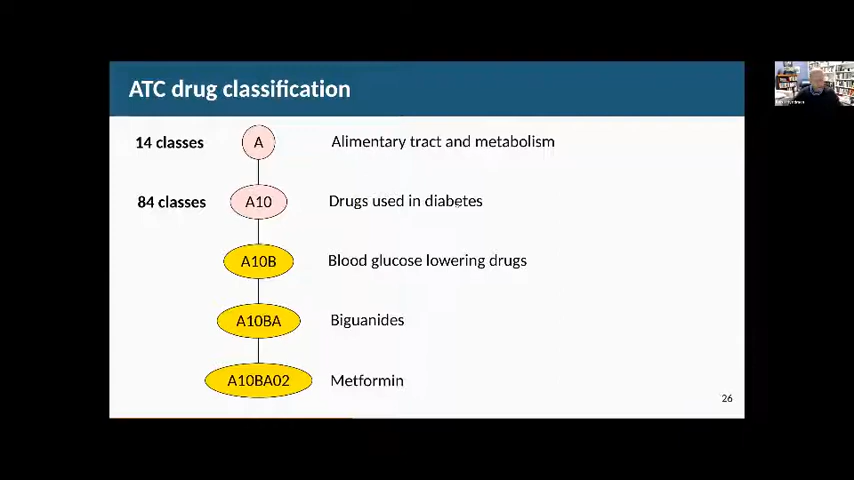 ATC drug classification
14 classes A Alimentary tract and metabolism
84 classes A10 Drugs used in diabetes
A10B Blood glucose lowering drugs
A10BA Biguanides
A10BA02 Metformin
26